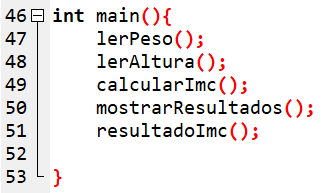 46 int main(){
47 lerPeso();
48 lerAltura();
49 calcularImc();
50 mostrarResultados();
51 resultadoImc();
52
53 }